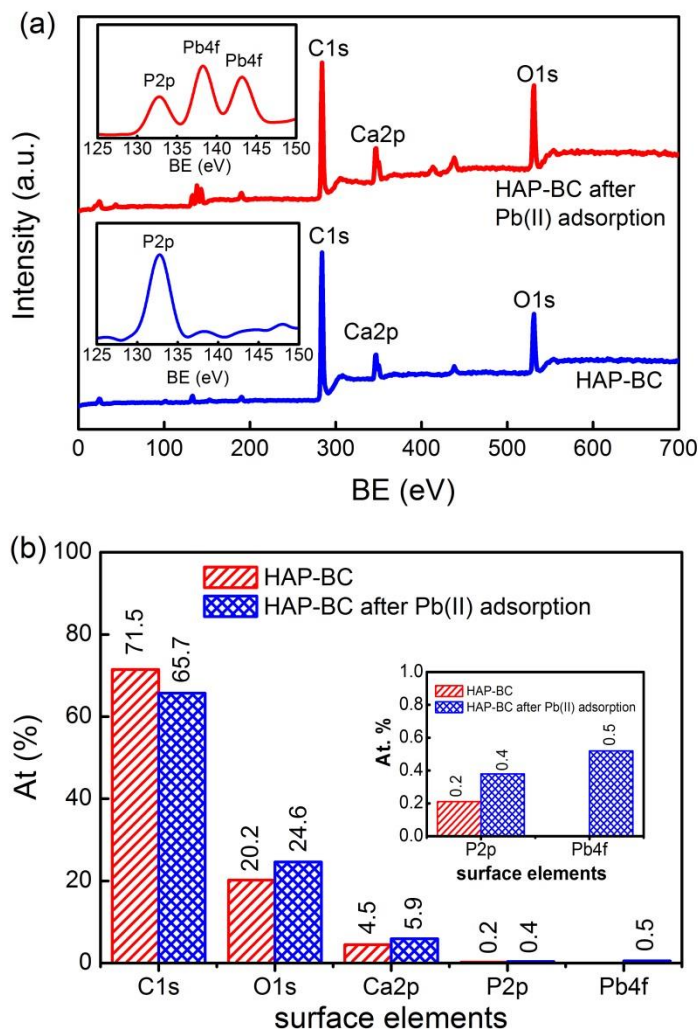 (a)
C1s
O1s
Pb4f
Pb4f
P2p
125 130 135 140 145 150
BE (eV)
Ca2p
HAP-BC after
Pb(II) adsorption
C1s
P2p
O1s
Ca2p
125 130 135 140 145 150
BE (eV)
HAP-BC
Intensity (a.u.)
0 100 200 300 400 500 600 700
BE (eV)
(b)
100
80
60
40
20
0
At (%)
HAP-BC
HAP-BC after Pb(II) adsorption
71.5
65.7
20.2
24.6
4.5
5.9
0.2
0.4
0.5
1.0
0.8
0.6
0.4
0.2
0.0
At. %
HAP-BC
HAP-BC after Pb(II) adsorption
0.2
0.4
0.5
P2p Pb4f
surface elements
C1s O1s Ca2p P2p Pb4f
surface elements